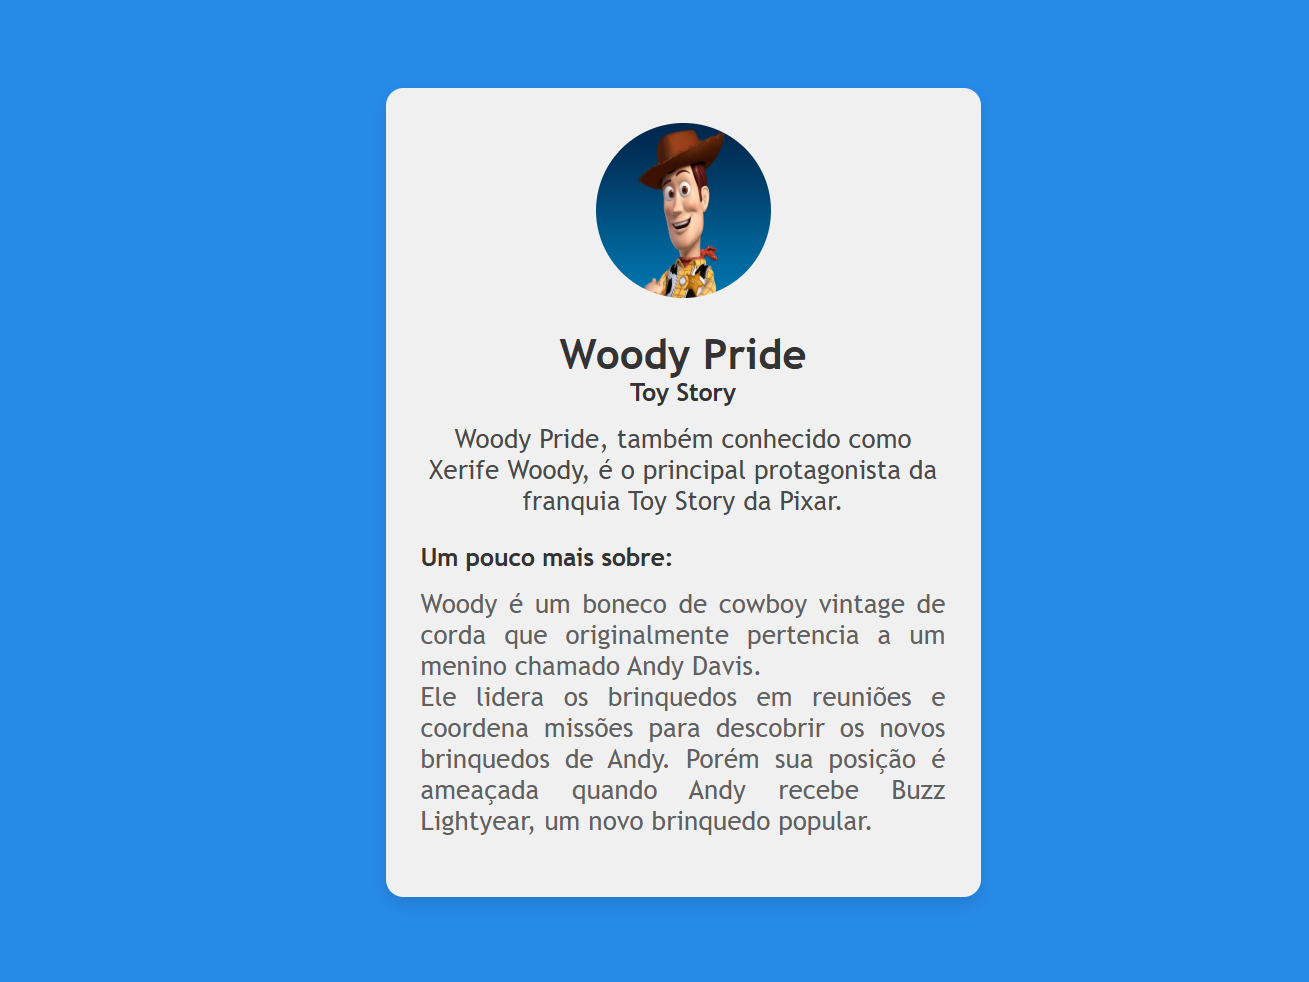 Woody Pride
Toy Story
Woody Pride, também conhecido como
Xerife Woody, é o principal protagonista da
franquia Toy Story da Pixar.
Um pouco mais sobre:
Woody é um boneco de cowboy vintage de
corda que originalmente pertencia a um
menino chamado Andy Davis.
Ele lidera os brinquedos em reuniões e
coordena missões para descobrir os novos
brinquedos de Andy. Porém sua posição é
ameaçada quando Andy recebe Buzz
Lightyear, um novo brinquedo popular.